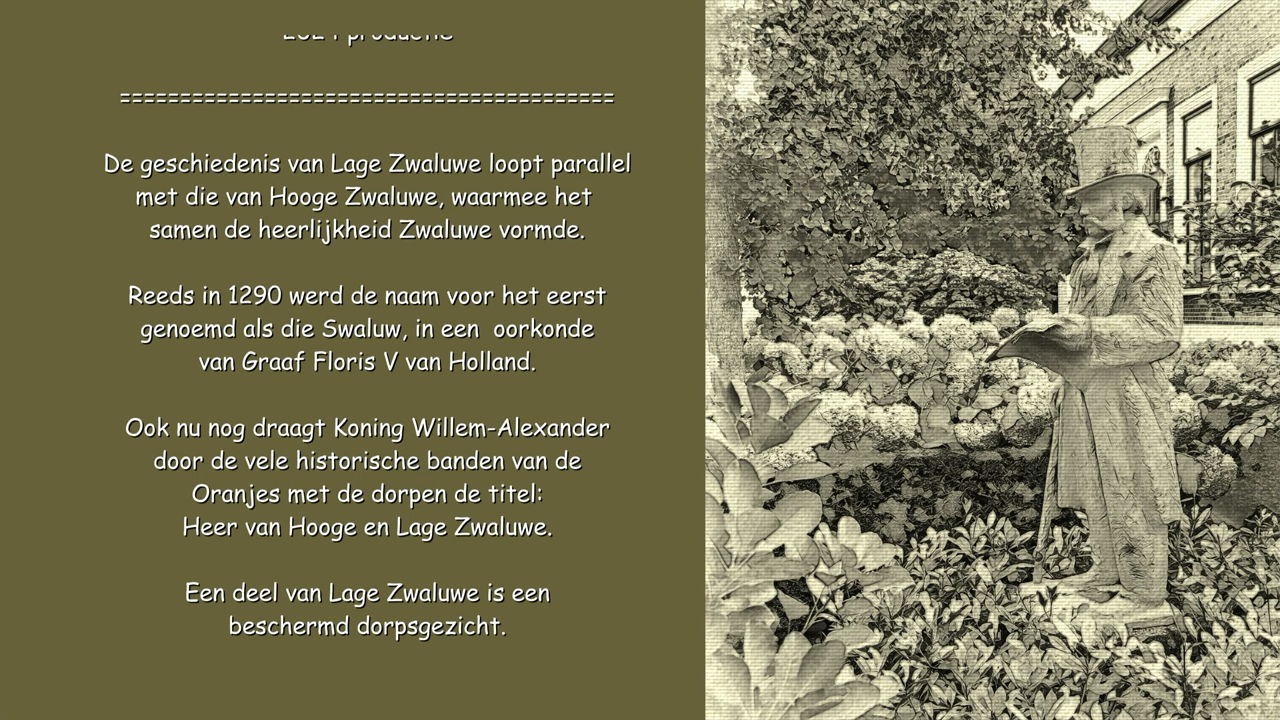 =========================================
De geschiedenis van Lage Zwaluwe loopt parallel
met die van Hooge Zwaluwe, waarmee het
samen de heerlijkheid Zwaluwe vormde.
Reeds in 1290 werd de naam voor het eerst
genoemd als die Swaluw, in een  oorkonde
van Graaf Floris V van Holland.
Ook nu nog draagt Koning Willem-Alexander
door de vele historische banden van de
Oranjes met de dorpen de titel:
Heer van Hooge en Lage Zwaluwe.
Een deel van Lage Zwaluwe is een
beschermd dorpsgezicht.